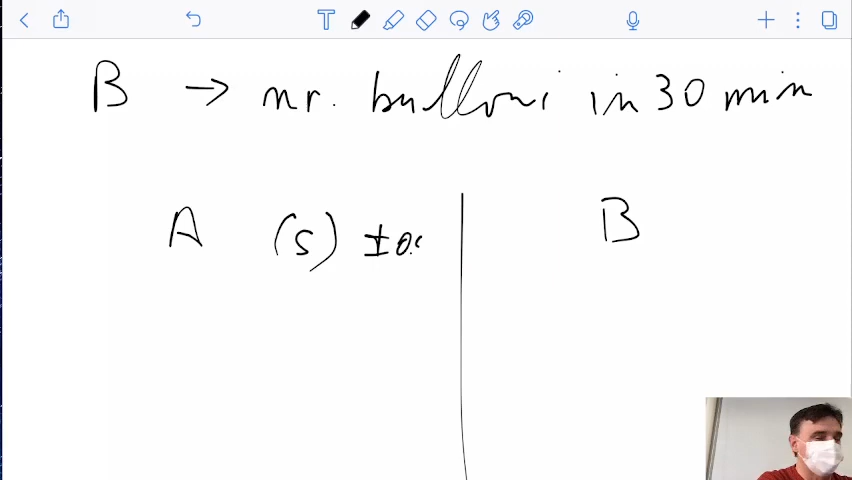 B → nr. bulloni in 30 min
A (s) ±0.
B